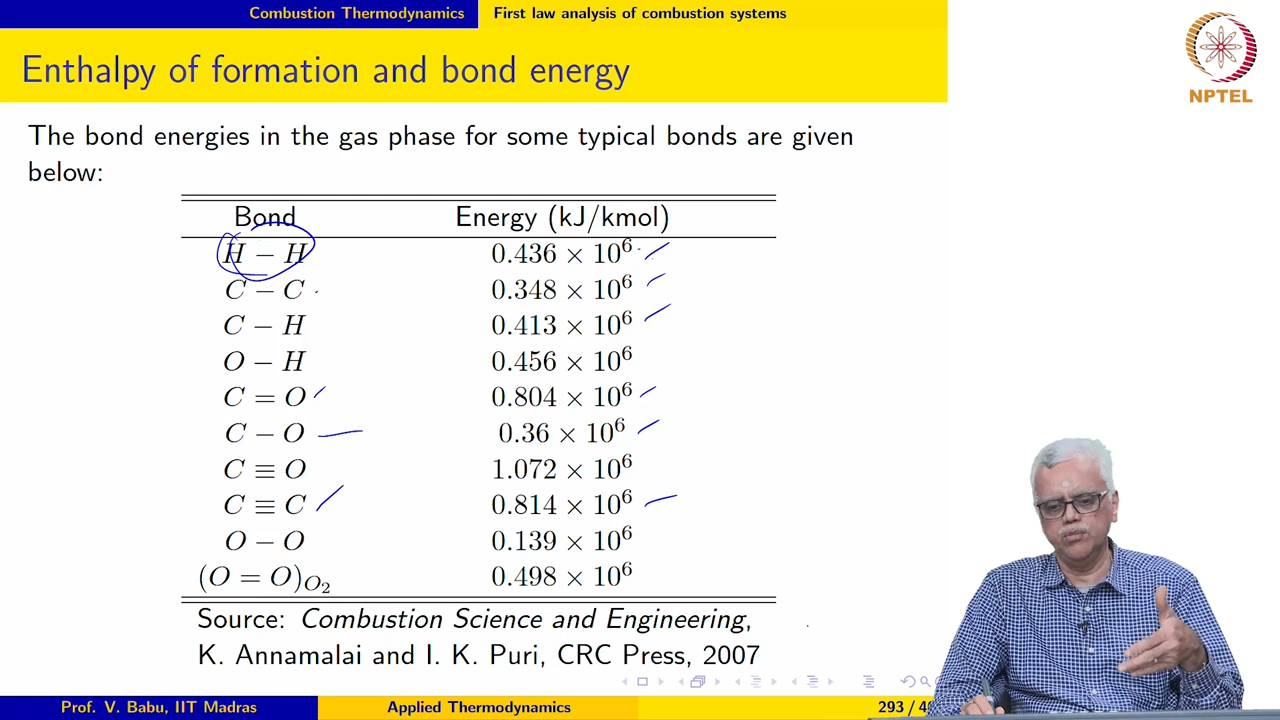 Combustion Thermodynamics First law analysis of combustion systems
Enthalpy of formation and bond energy
NPTEL
The bond energies in the gas phase for some typical bonds are given
below:
Bond Energy (kJ/kmol)
H − H 0.436 × 10⁶
C − C 0.348 × 10⁶
C − H 0.413 × 10⁶
O − H 0.456 × 10⁶
C = O 0.804 × 10⁶
C − O 0.36 × 10⁶
C ≡ O 1.072 × 10⁶
C ≡ C 0.814 × 10⁶
O − O 0.139 × 10⁶
(O = O)O₂ 0.498 × 10⁶
Source: Combustion Science and Engineering,
K. Annamalai and I. K. Puri, CRC Press, 2007
Prof. V. Babu, IIT Madras Applied Thermodynamics 293 /